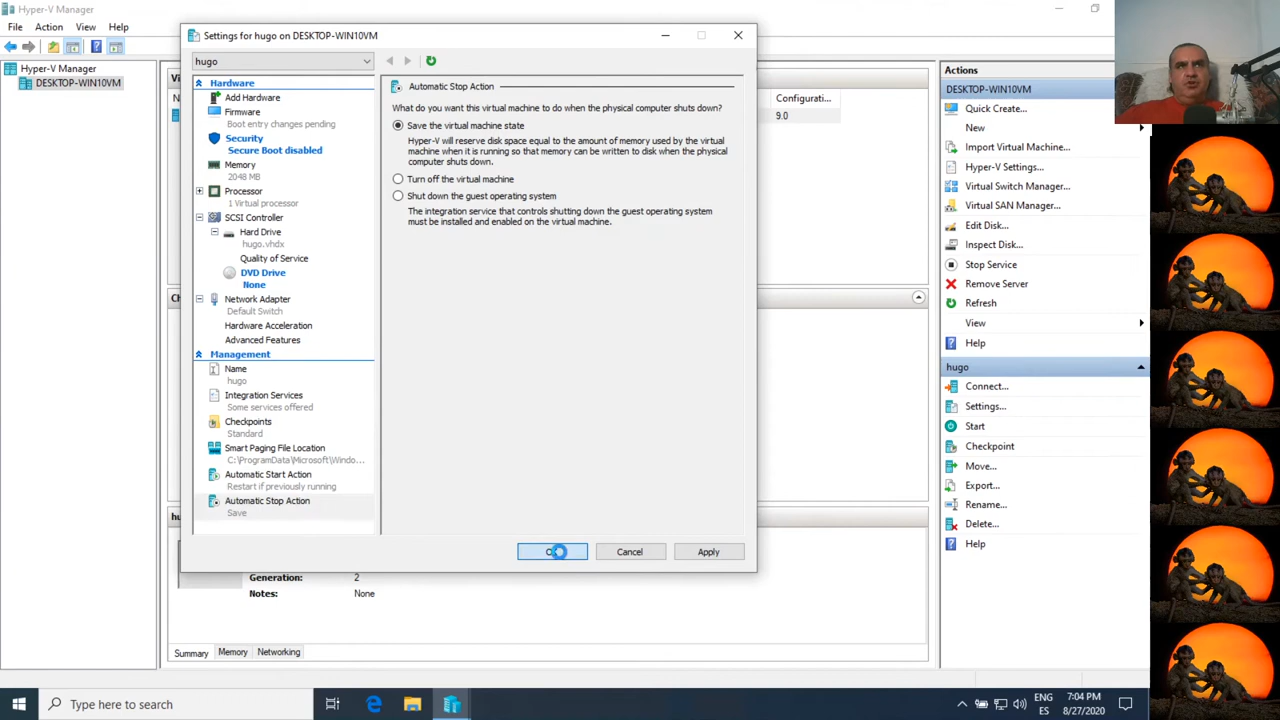 Hyper-V Manager
File Action View Help
Hyper-V Manager
DESKTOP-WIN10VM
Settings for hugo on DESKTOP-WIN10VM
hugo
Hardware
Add Hardware
Firmware
Boot entry changes pending
Security
Secure Boot disabled
Memory
2048 MB
Processor
1 Virtual processor
SCSI Controller
Hard Drive
hugo.vhdx
Quality of Service
DVD Drive
None
Network Adapter
Default Switch
Hardware Acceleration
Advanced Features
Management
Name
hugo
Integration Services
Some services offered
Checkpoints
Standard
Smart Paging File Location
C:\ProgramData\Microsoft\Windo...
Automatic Start Action
Restart if previously running
Automatic Stop Action
Save
Automatic Stop Action
What do you want this virtual machine to do when the physical computer shuts down?
Save the virtual machine state
Hyper-V will reserve disk space equal to the amount of memory used by the virtual
machine when it is running so that memory can be written to disk when the physical
computer shuts down.
Turn off the virtual machine
Shut down the guest operating system
The integration service that controls shutting down the guest operating system
must be installed and enabled on the virtual machine.
Cancel
Apply
Configurati...
9.0
Generation: 2
Notes: None
Summary Memory Networking
Actions
DESKTOP-WIN10VM
Quick Create...
New
Import Virtual Machine...
Hyper-V Settings...
Virtual Switch Manager...
Virtual SAN Manager...
Edit Disk...
Inspect Disk...
Stop Service
Remove Server
Refresh
View
Help
hugo
Connect...
Settings...
Start
Checkpoint
Move...
Export...
Rename...
Delete...
Help
Type here to search
ENG
ES
7:04 PM
8/27/2020